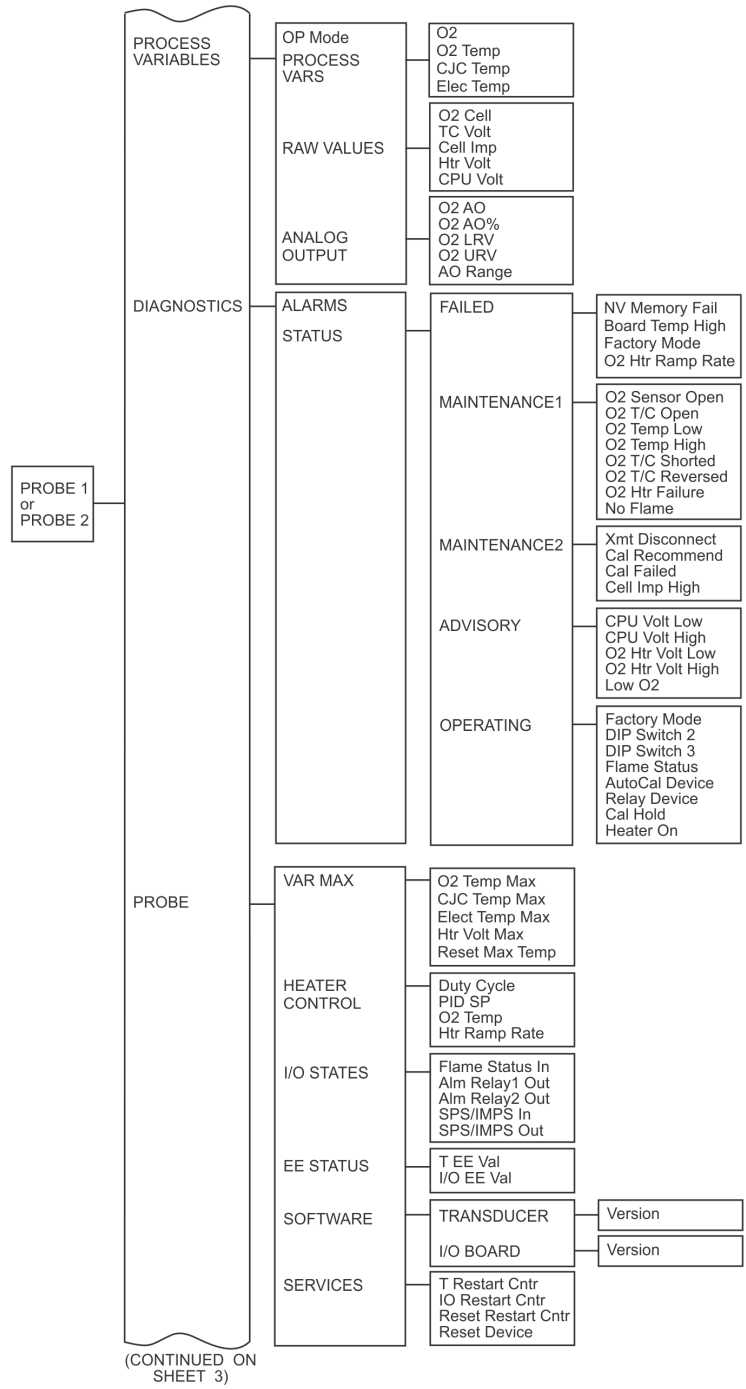 PROBE 1
or
PROBE 2
PROCESS
VARIABLES
OP Mode
PROCESS
VARS
O2
O2 Temp
CJC Temp
Elec Temp
RAW VALUES
O2 Cell
TC Volt
Cell Imp
Htr Volt
CPU Volt
ANALOG
OUTPUT
O2 AO
O2 AO%
O2 LRV
O2 URV
AO Range
DIAGNOSTICS
ALARMS
STATUS
FAILED
NV Memory Fail
Board Temp High
Factory Mode
O2 Htr Ramp Rate
MAINTENANCE1
O2 Sensor Open
O2 T/C Open
O2 Temp Low
O2 Temp High
O2 T/C Shorted
O2 T/C Reversed
O2 Htr Failure
No Flame
MAINTENANCE2
Xmt Disconnect
Cal Recommend
Cal Failed
Cell Imp High
ADVISORY
CPU Volt Low
CPU Volt High
O2 Htr Volt Low
O2 Htr Volt High
Low O2
OPERATING
Factory Mode
DIP Switch 2
DIP Switch 3
Flame Status
AutoCal Device
Relay Device
Cal Hold
Heater On
PROBE
VAR MAX
O2 Temp Max
CJC Temp Max
Elect Temp Max
Htr Volt Max
Reset Max Temp
HEATER
CONTROL
Duty Cycle
PID SP
O2 Temp
Htr Ramp Rate
I/O STATES
Flame Status In
Alm Relay1 Out
Alm Relay2 Out
SPS/IMPS In
SPS/IMPS Out
EE STATUS
T EE Val
I/O EE Val
SOFTWARE
TRANSDUCER
Version
I/O BOARD
Version
SERVICES
T Restart Cntr
IO Restart Cntr
Reset Restart Cntr
Reset Device
(CONTINUED ON
SHEET 3)